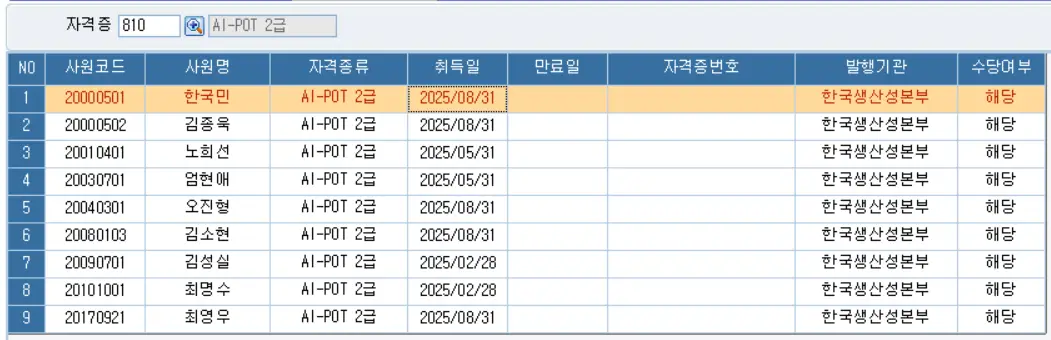 자격증 810 AI-POT 2급
NO 사원코드 사원명 자격종류 취득일 만료일 자격증번호 발행기관 수당여부
1 20000501 한국민 AI-POT 2급 2025/08/31 한국생산성본부 해당
2 20000502 김종욱 AI-POT 2급 2025/08/31 한국생산성본부 해당
3 20010401 노희선 AI-POT 2급 2025/05/31 한국생산성본부 해당
4 20030701 엄현애 AI-POT 2급 2025/05/31 한국생산성본부 해당
5 20040301 오진형 AI-POT 2급 2025/08/31 한국생산성본부 해당
6 20080103 김소현 AI-POT 2급 2025/08/31 한국생산성본부 해당
7 20090701 김성실 AI-POT 2급 2025/02/28 한국생산성본부 해당
8 20101001 최명수 AI-POT 2급 2025/02/28 한국생산성본부 해당
9 20170921 최영우 AI-POT 2급 2025/08/31 한국생산성본부 해당